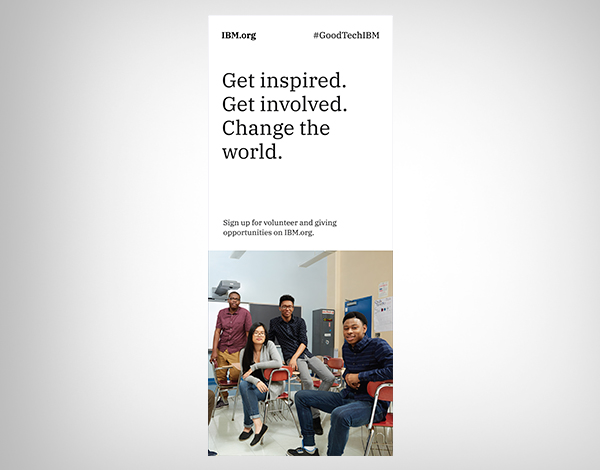 IBM.org #GoodTechIBM
Get inspired.
Get involved.
Change the
world.
Sign up for volunteer and giving
opportunities on IBM.org.